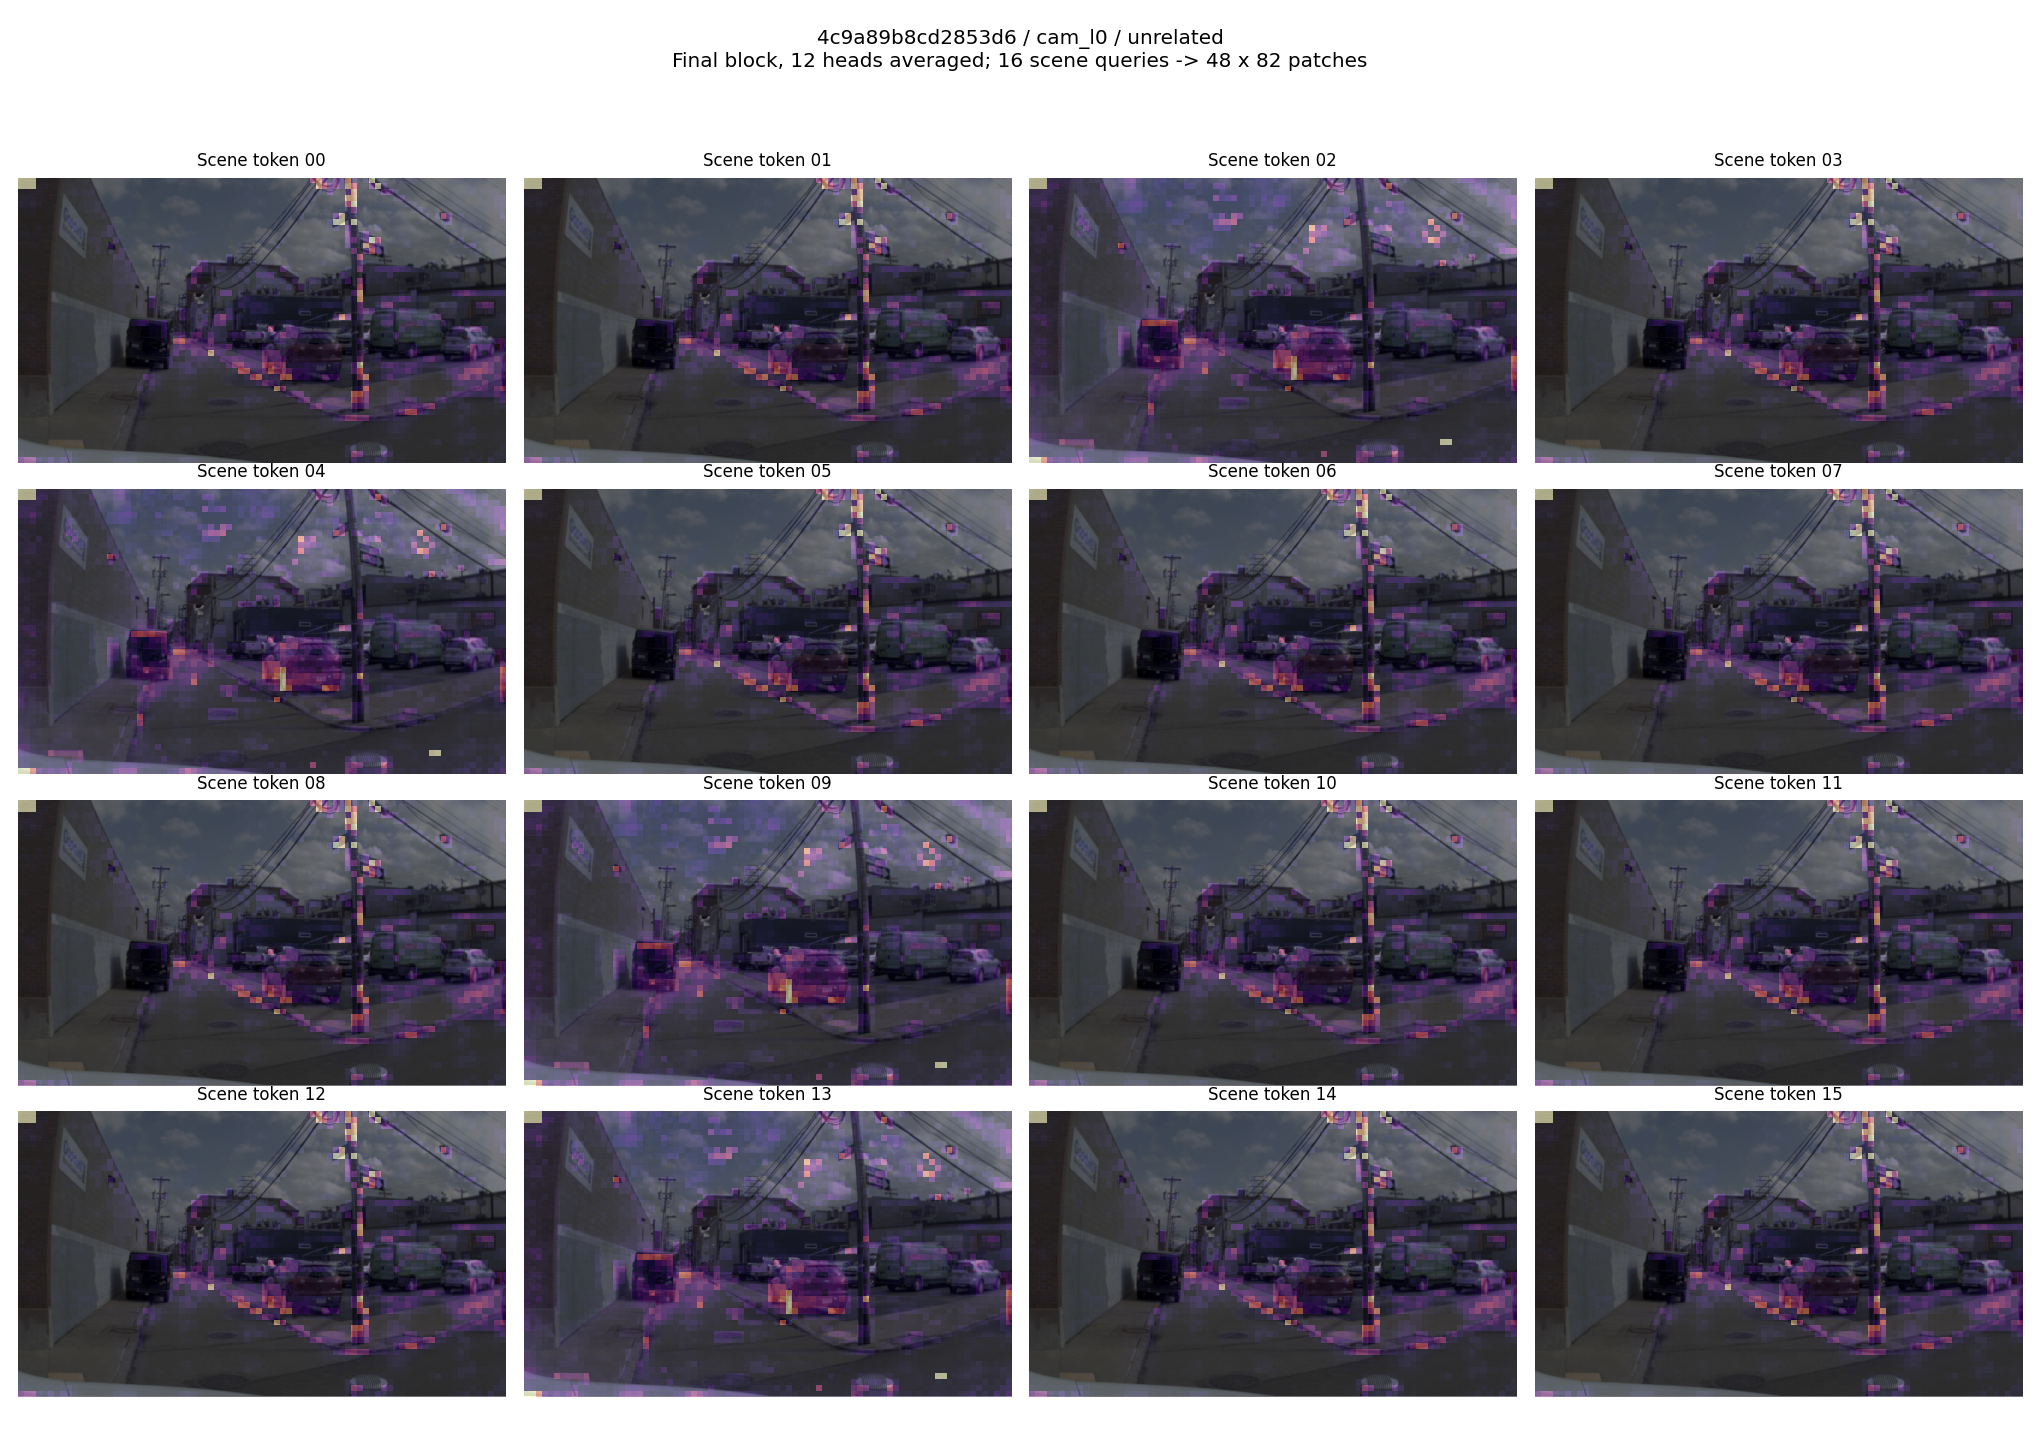 4c9a89b8cd2853d6 / cam_l0 / unrelated
Final block, 12 heads averaged; 16 scene queries -> 48 x 82 patches
Scene token 00
Scene token 01
Scene token 02
Scene token 03
Scene token 04
Scene token 05
Scene token 06
Scene token 07
Scene token 08
Scene token 09
Scene token 10
Scene token 11
Scene token 12
Scene token 13
Scene token 14
Scene token 15